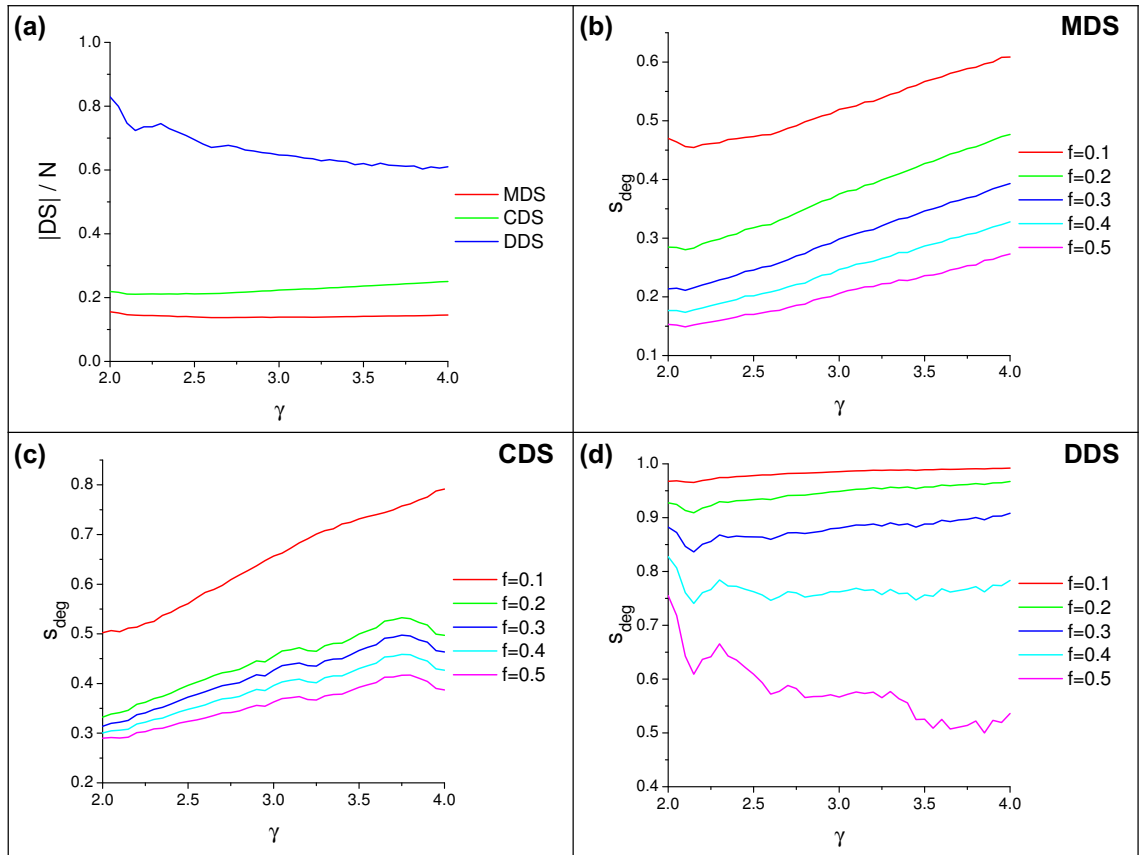 (a)
1.0
0.8
0.6
0.4
0.2
0.0
|DS| / N
2.0 2.5 3.0 3.5 4.0
γ
MDS
CDS
DDS
(b) MDS
0.6
0.5
0.4
0.3
0.2
0.1
s_deg
2.0 2.5 3.0 3.5 4.0
γ
f=0.1
f=0.2
f=0.3
f=0.4
f=0.5
(c) CDS
0.8
0.7
0.6
0.5
0.4
0.3
0.2
s_deg
2.0 2.5 3.0 3.5 4.0
γ
f=0.1
f=0.2
f=0.3
f=0.4
f=0.5
(d) DDS
1.0
0.9
0.8
0.7
0.6
0.5
0.4
s_deg
2.0 2.5 3.0 3.5 4.0
γ
f=0.1
f=0.2
f=0.3
f=0.4
f=0.5